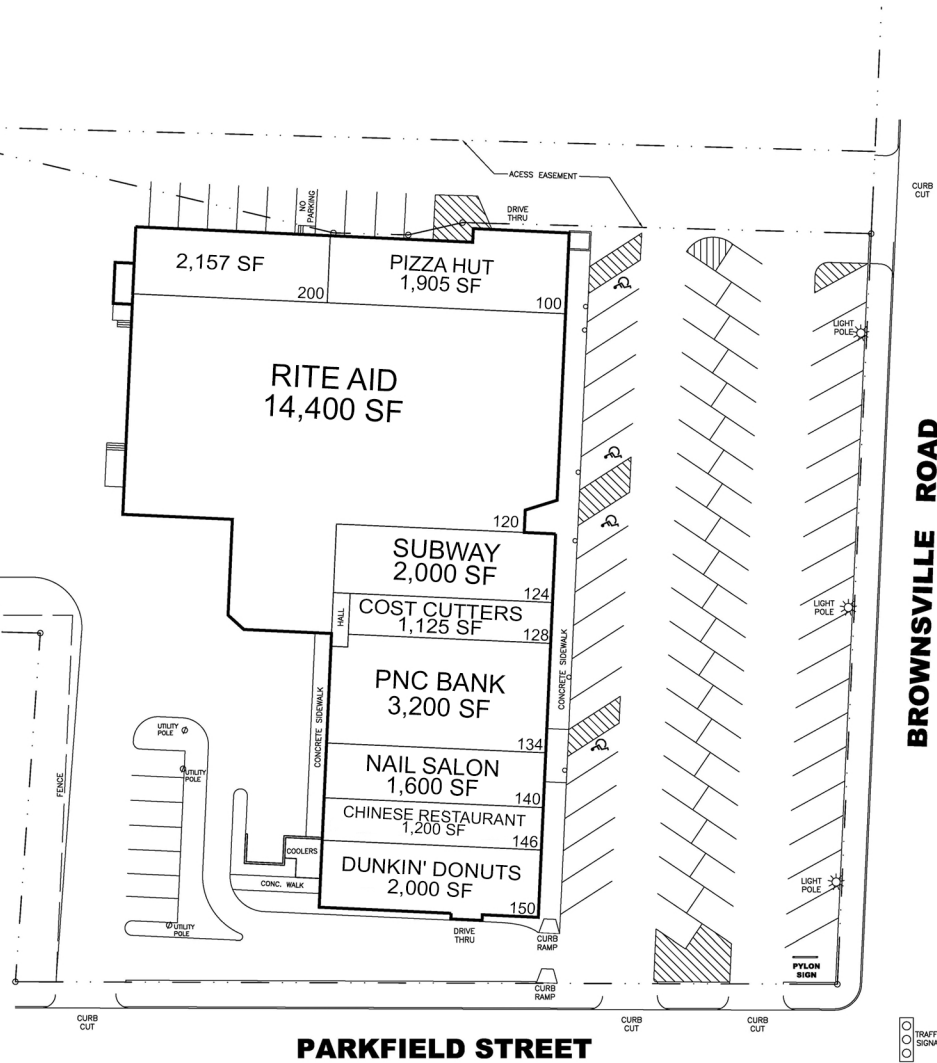 ACESS EASEMENT
CURB
CUT
NO
PARKING
DRIVE
THRU
2,157 SF
200
PIZZA HUT
1,905 SF
100
LIGHT
POLE
RITE AID
14,400 SF
120
BROWNSVILLE ROAD
SUBWAY
2,000 SF
124
HALL
COST CUTTERS
1,125 SF
128
LIGHT
POLE
CONCRETE SIDEWALK
PNC BANK
3,200 SF
134
CONCRETE SIDEWALK
UTILITY
POLE
UTILITY
POLE
FENCE
NAIL SALON
1,600 SF
140
CHINESE RESTAURANT
1,200 SF
146
COOLERS
DUNKIN' DONUTS
2,000 SF
150
CONC. WALK
LIGHT
POLE
UTILITY
POLE
DRIVE
THRU
CURB
RAMP
PYLON
SIGN
CURB
RAMP
CURB
CUT
CURB
CUT
CURB
CUT
PARKFIELD STREET
TRAFF
SIGNA